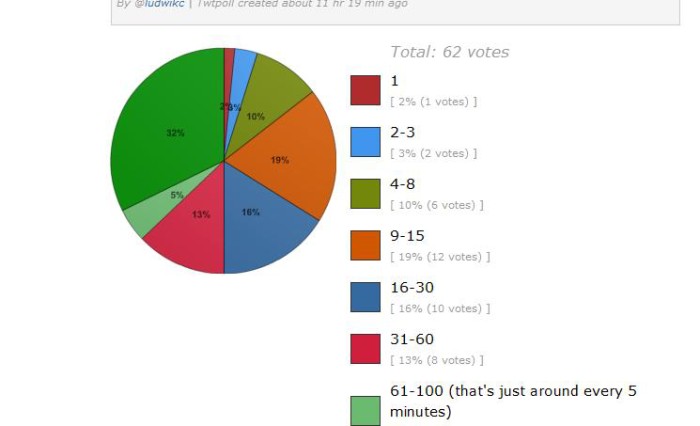 By @ludwikc | Twtpoll created about 11 hr 19 min ago
Total: 62 votes
1
[ 2% (1 votes) ]
2-3
[ 3% (2 votes) ]
4-8
[ 10% (6 votes) ]
9-15
[ 19% (12 votes) ]
16-30
[ 16% (10 votes) ]
31-60
[ 13% (8 votes) ]
61-100 (that's just around every 5
minutes)
2%
3%
10%
19%
16%
13%
5%
32%